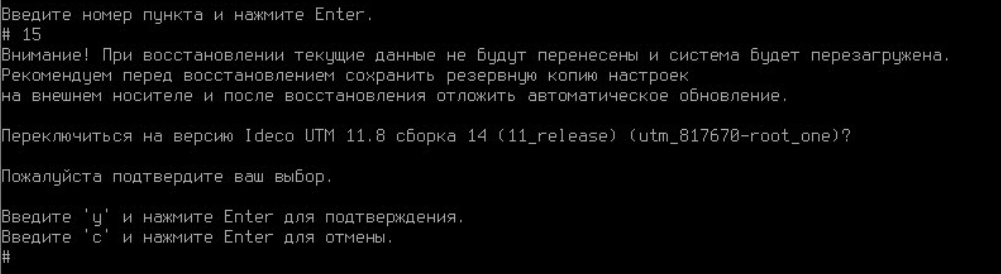 Введите номер пункта и нажмите Enter.
# 15
Внимание! При восстановлении текущие данные не будут перенесены и система будет перезагружена.
Рекомендуем перед восстановлением сохранить резервную копию настроек
на внешнем носителе и после восстановления отложить автоматическое обновление.
Переключиться на версию Ideco UTM 11.8 сборка 14 (11_release) (utm_817670-root_one)?
Пожалуйста подтвердите ваш выбор.
Введите 'y' и нажмите Enter для подтверждения.
Введите 'c' и нажмите Enter для отмены.
#